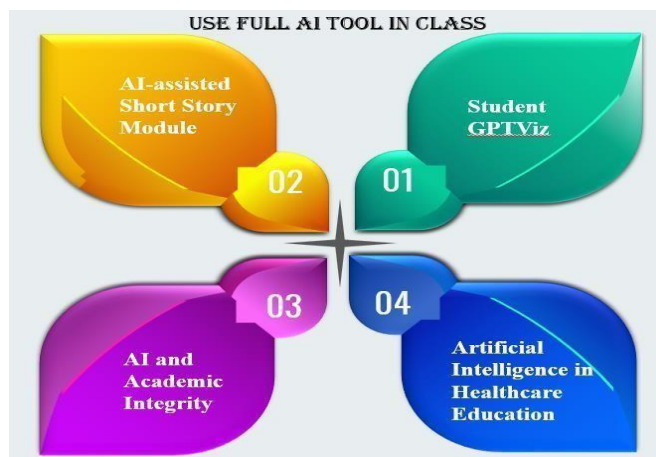 USE FULL AI TOOL IN CLASS
AI-assisted
Short Story
Module
02
Student
GPTViz
01
03
AI and
Academic
Integrity
04
Artificial
Intelligence in
Healthcare
Education